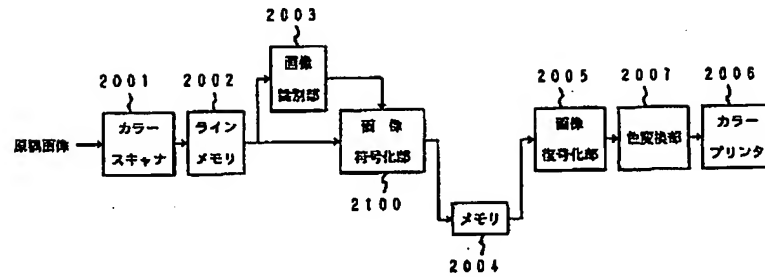 2003
画像
識別部
2001
カラー
スキャナ
2002
ライン
メモリ
原稿画像
画像
符号化部
2100
メモリ
2004
2005
画像
復号化部
2007
色変換部
2006
カラー
プリンタ